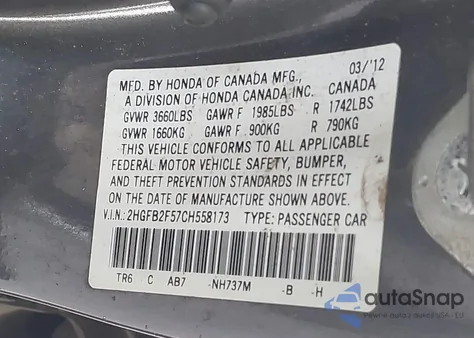 MFD. BY HONDA OF CANADA MFG., 03/'12
A DIVISION OF HONDA CANADA INC. CANADA
GVWR 3660LBS GAWR F 1985LBS R 1742LBS
GVWR 1660KG GAWR F 900KG R 790KG
THIS VEHICLE CONFORMS TO ALL APPLICABLE
FEDERAL MOTOR VEHICLE SAFETY, BUMPER,
AND THEFT PREVENTION STANDARDS IN EFFECT
ON THE DATE OF MANUFACTURE SHOWN ABOVE.
V.I.N.: 2HGFB2F57CH558173 TYPE: PASSENGER CAR
TR6 C AB7 -NH737M -B -H
autoSnap